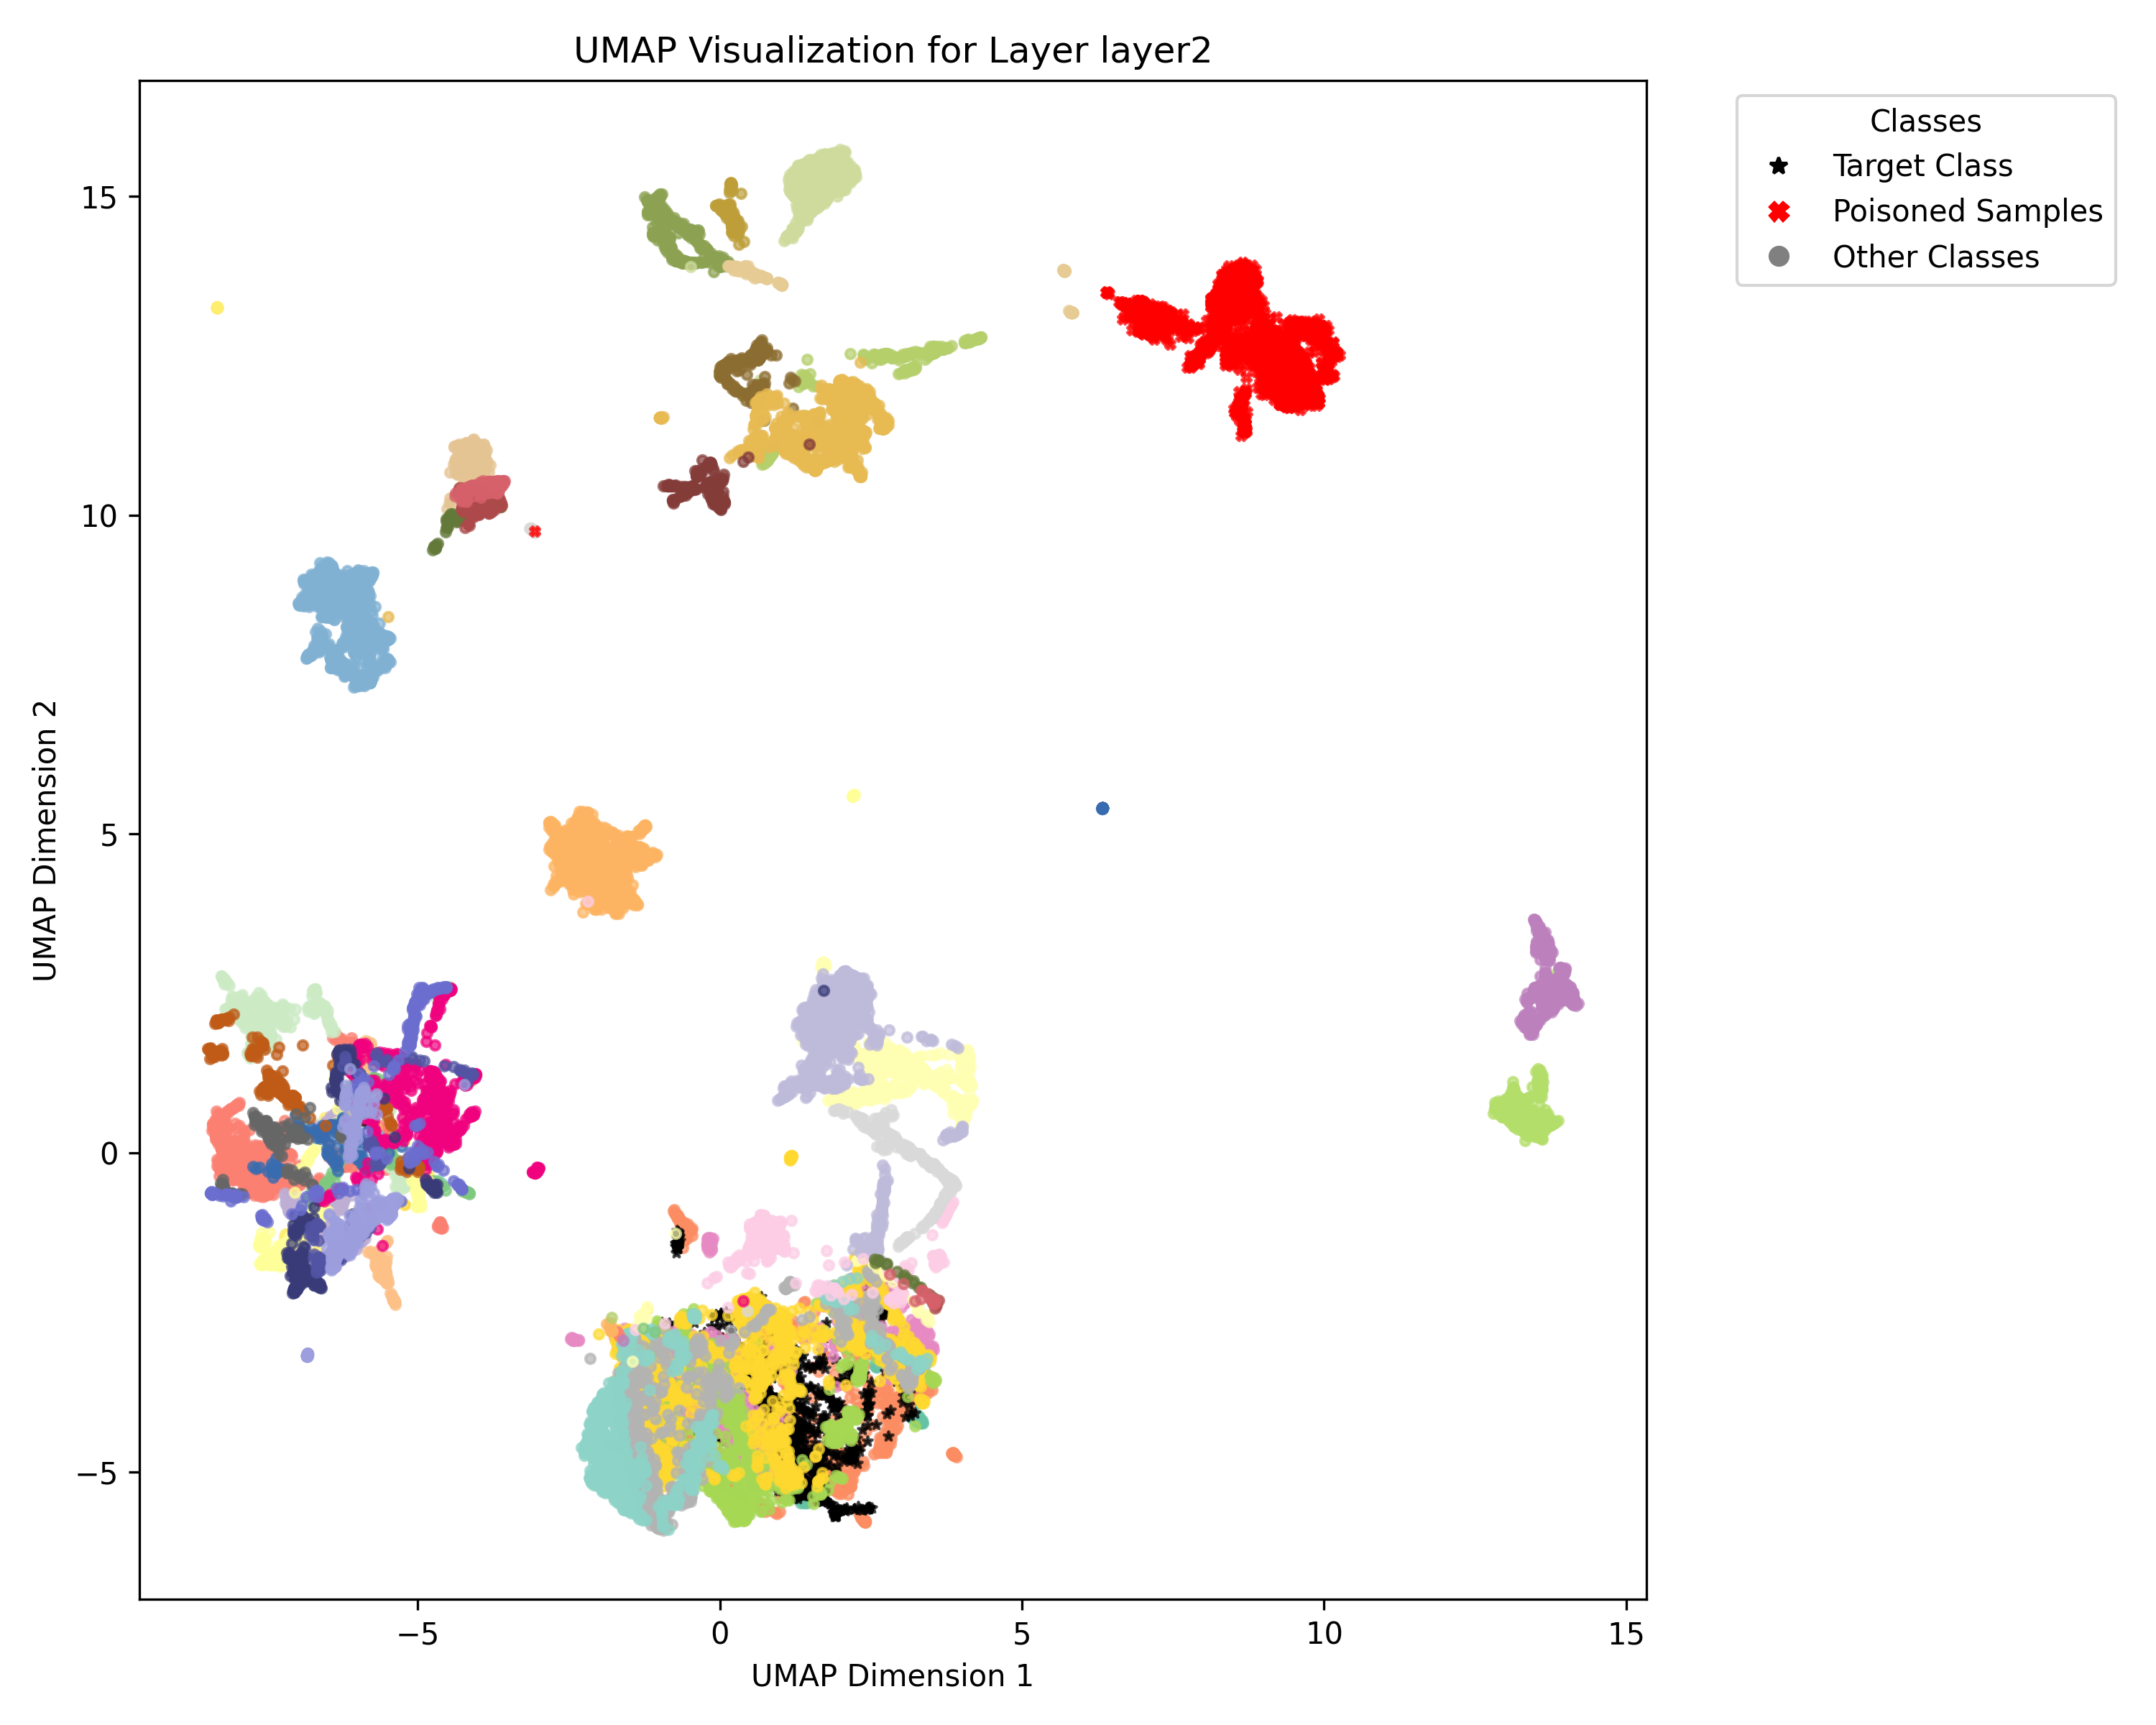 UMAP Visualization for Layer layer2
Classes
Target Class
Poisoned Samples
Other Classes
15
10
5
0
−5
UMAP Dimension 2
−5
0
5
10
15
UMAP Dimension 1